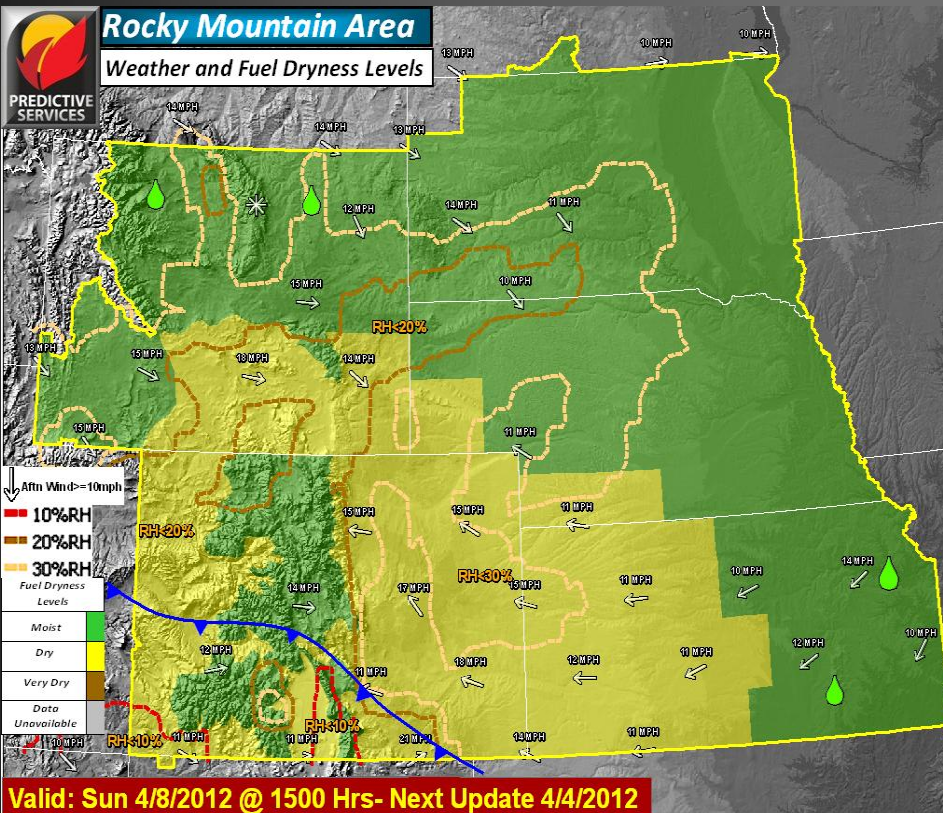 Rocky Mountain Area
Weather and Fuel Dryness Levels
PREDICTIVE
SERVICES
10 MPH
10 MPH
13 MPH
14 MPH
14 MPH
13 MPH
12 MPH
14 MPH
11 MPH
15 MPH
10 MPH
RH<20%
13 MPH
15 MPH
18 MPH
14 MPH
15 MPH
11 MPH
Aftn Wind>=10mph
10%RH
20%RH
30%RH
Fuel Dryness
Levels
Moist
Dry
Very Dry
Data
Unavailable
15 MPH
15 MPH
11 MPH
RH<20%
RH<30%
14 MPH
17 MPH
15 MPH
11 MPH
10 MPH
14 MPH
12 MPH
11 MPH
18 MPH
12 MPH
11 MPH
12 MPH
10 MPH
RH<10%
RH<10%
10 MPH
11 MPH
11 MPH
21 MPH
14 MPH
11 MPH
Valid: Sun 4/8/2012 @ 1500 Hrs- Next Update 4/4/2012